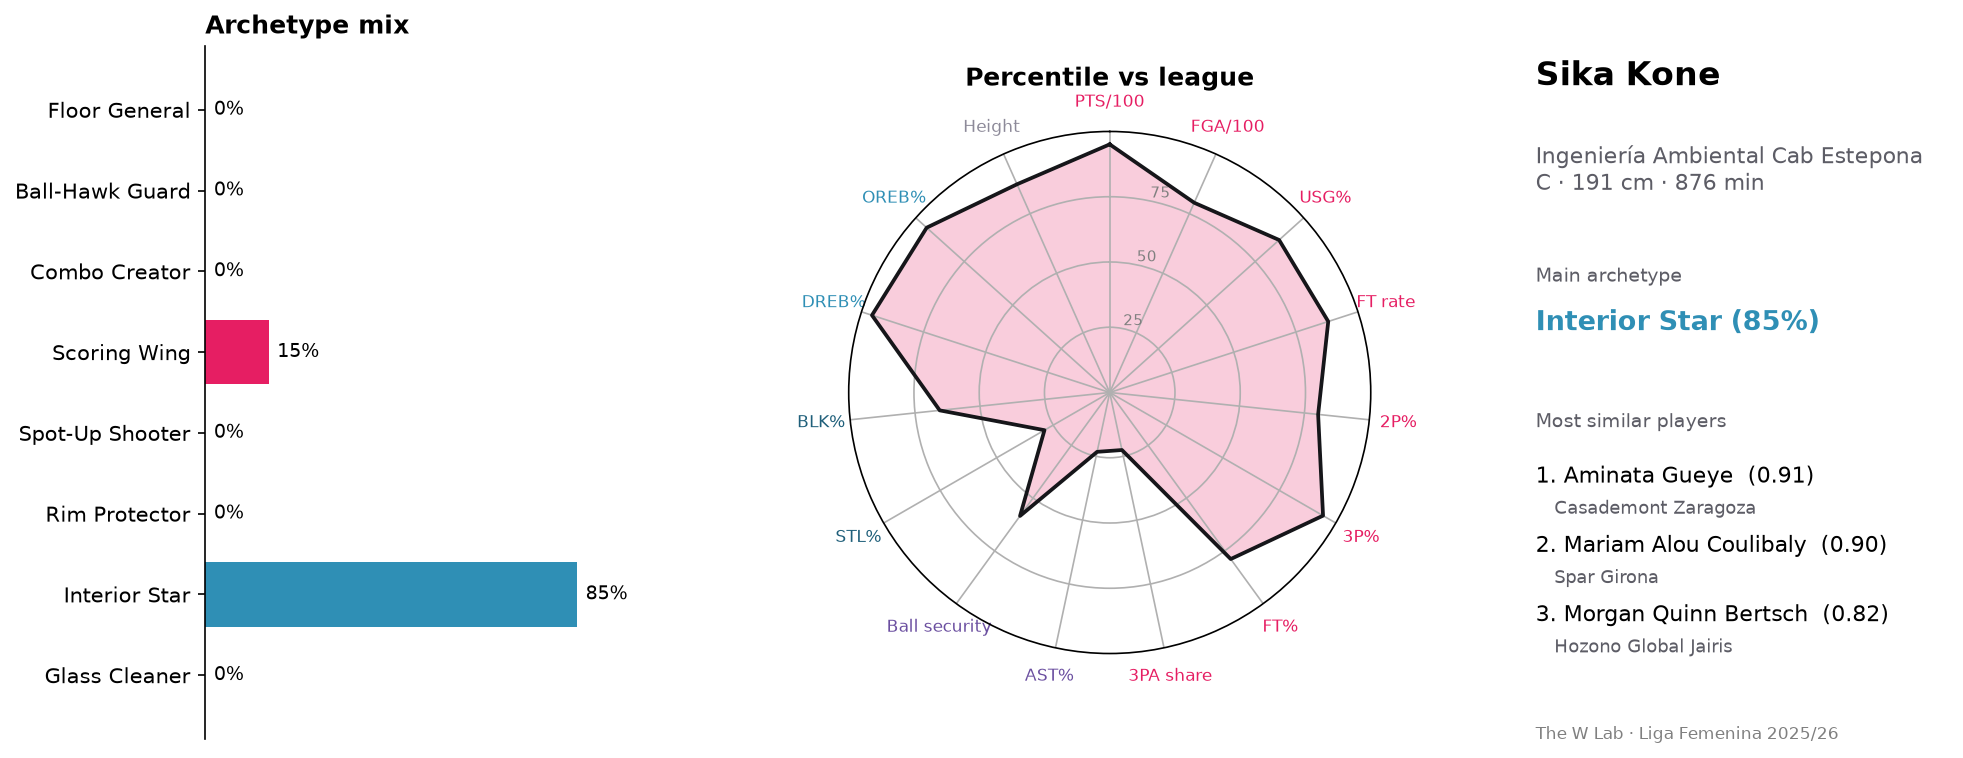 Archetype mix
Floor General
0%
Ball-Hawk Guard
0%
Combo Creator
0%
Scoring Wing
15%
Spot-Up Shooter
0%
Rim Protector
0%
Interior Star
85%
Glass Cleaner
0%
Percentile vs league
PTS/100
FGA/100
USG%
FT rate
2P%
3P%
FT%
3PA share
AST%
Ball security
STL%
BLK%
DREB%
OREB%
Height
75
50
25
Sika Kone
Ingeniería Ambiental Cab Estepona
C · 191 cm · 876 min
Main archetype
Interior Star (85%)
Most similar players
1. Aminata Gueye (0.91)
Casademont Zaragoza
2. Mariam Alou Coulibaly (0.90)
Spar Girona
3. Morgan Quinn Bertsch (0.82)
Hozono Global Jairis
The W Lab · Liga Femenina 2025/26